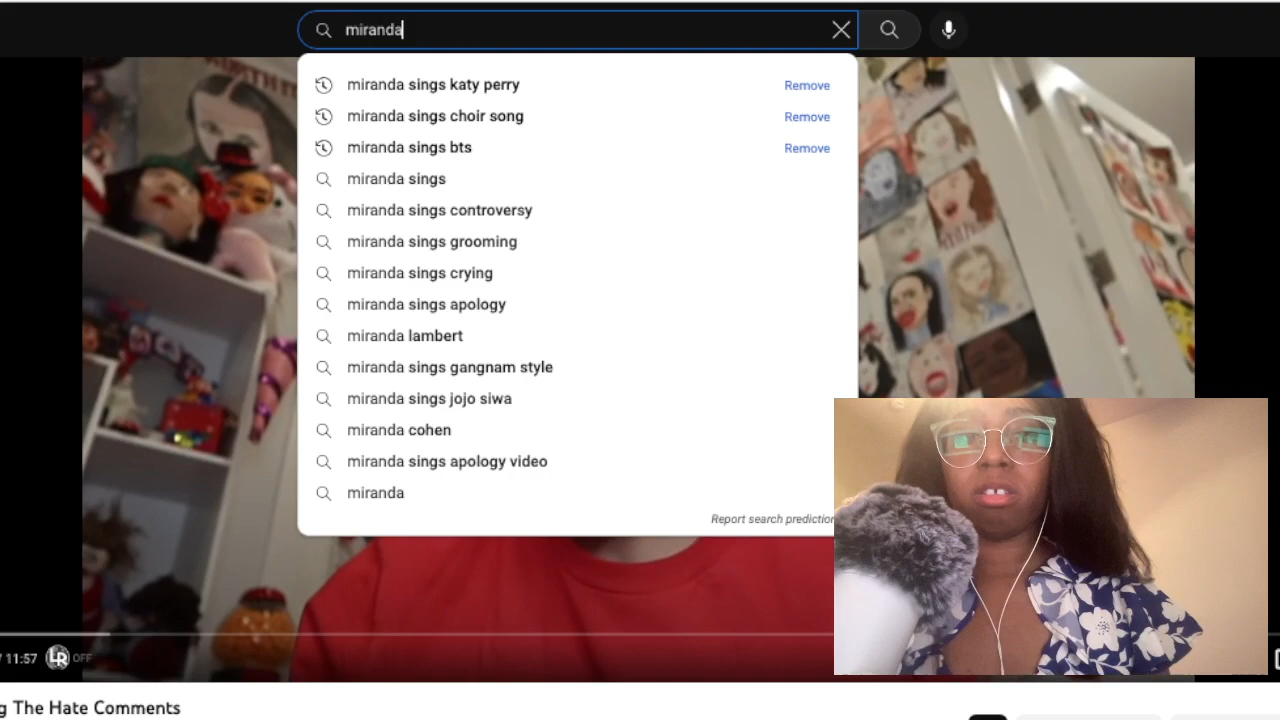 miranda
miranda sings katy perry Remove
miranda sings choir song Remove
miranda sings bts Remove
miranda sings
miranda sings controversy
miranda sings grooming
miranda sings crying
miranda sings apology
miranda lambert
miranda sings gangnam style
miranda sings jojo siwa
miranda cohen
miranda sings apology video
miranda
Report search prediction
/ 11:57 LR OFF
g The Hate Comments